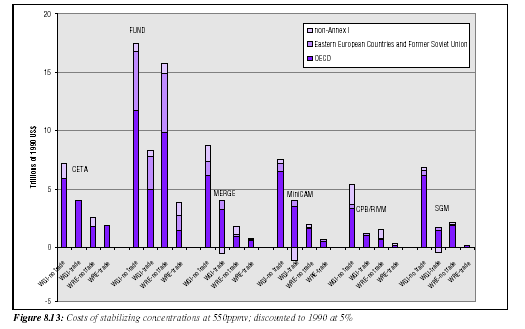 20
15
10
5
0
-5
Trillions of 1990 US$
non-Annex I
Eastern European Countries and Former Soviet Union
OECD
FUND
CETA
MERGE
MiniCAM
CPB/RIVM
SGM
WGI-no Trade
WGI-trade
WRE-no trade
WRE-trade
WGI-no Trade
WGI-trade
WRE-no trade
WRE-trade
WGI-no Trade
WGI-trade
WRE-no trade
WRE-trade
WGI-no Trade
WGI-trade
WRE-no trade
WRE-trade
WGI-no Trade
WGI-trade
WRE-no trade
WRE-trade
WGI-no Trade
WGI-trade
WRE-no trade
WRE-trade
Figure 8.13: Costs of stabilizing concentrations at 550ppmv; discounted to 1990 at 5%